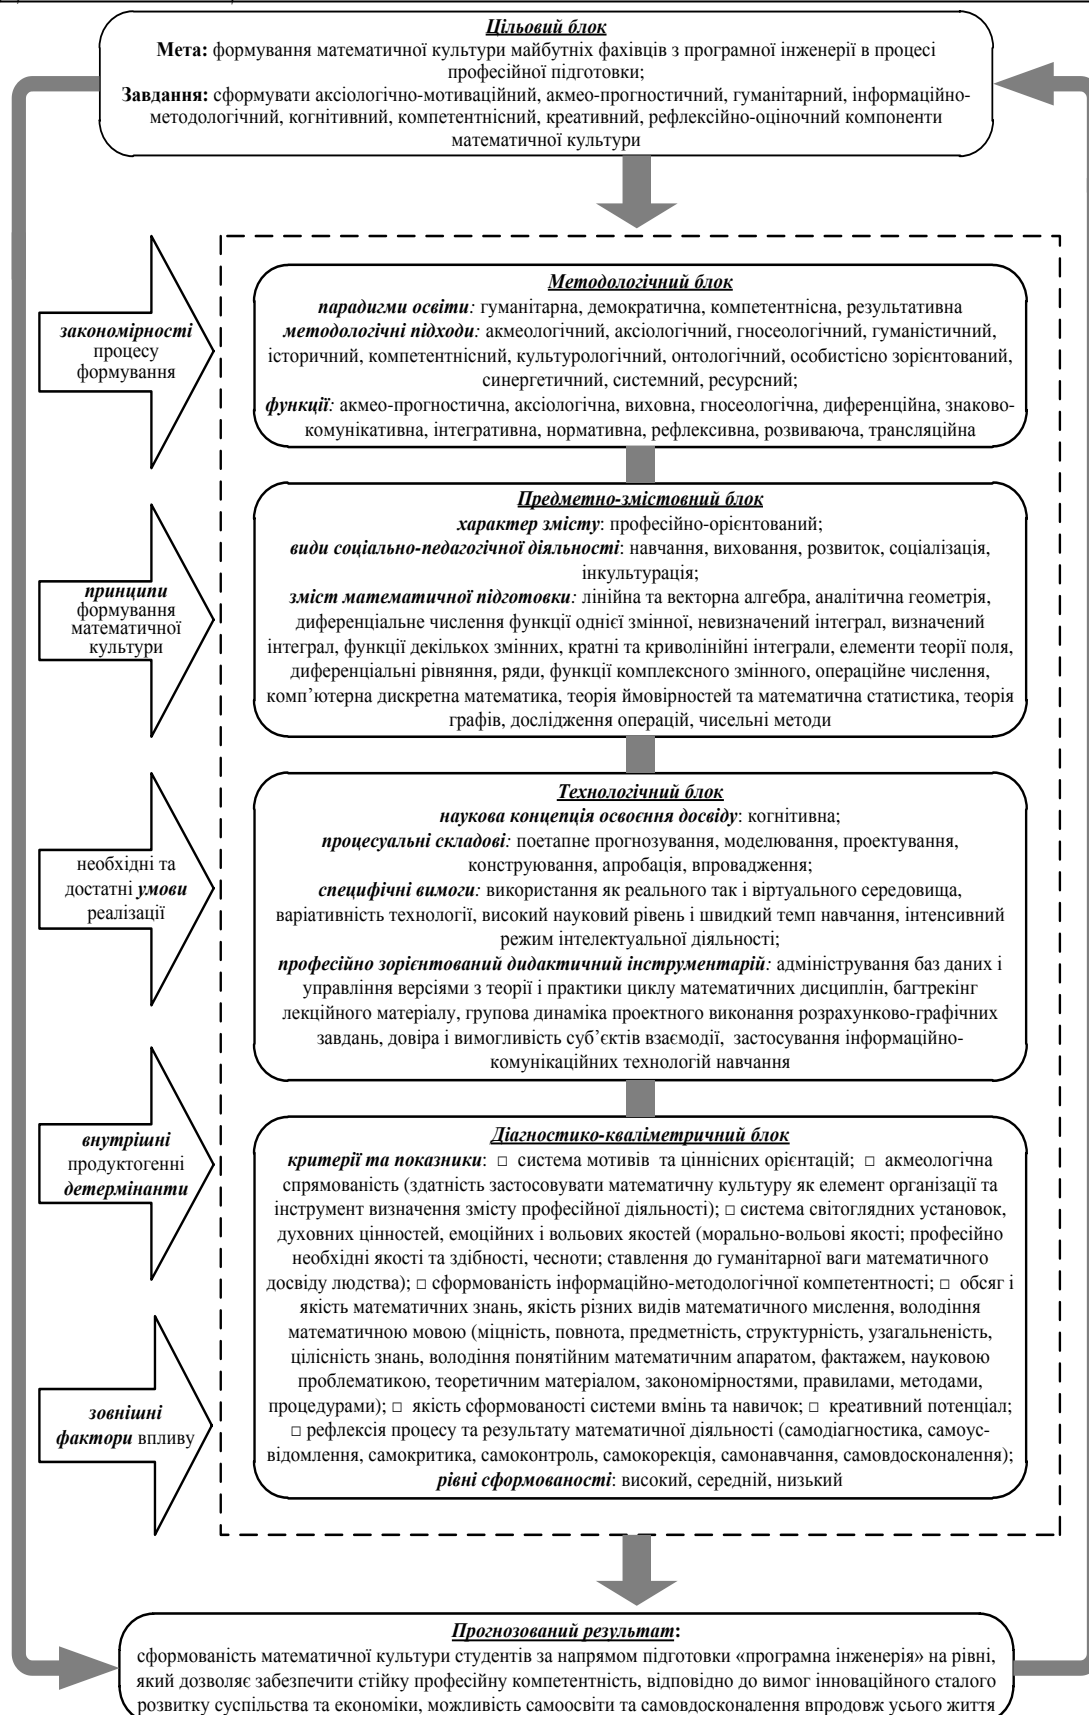 Цільовий блок
Мета: формування математичної культури майбутніх фахівців з програмної інженерії в процесі
професійної підготовки;
Завдання: сформувати аксіологічно-мотиваційний, акмео-прогностичний, гуманітарний, інформаційно-
методологічний, когнітивний, компетентнісний, креативний, рефлексійно-оціночний компоненти
математичної культури
закономірності
процесу
формування
Методологічний блок
парадигми освіти: гуманітарна, демократична, компетентнісна, результативна
методологічні підходи: акмеологічний, аксіологічний, гносеологічний, гуманістичний,
історичний, компетентнісний, культурологічний, онтологічний, особистісно зорієнтований,
синергетичний, системний, ресурсний;
функції: акмео-прогностична, аксіологічна, виховна, гносеологічна, диференційна, знаково-
комунікативна, інтегративна, нормативна, рефлексивна, розвиваюча, трансляційна
принципи
формування
математичної
культури
Предметно-змістовний блок
характер змісту: професійно-орієнтований;
види соціально-педагогічної діяльності: навчання, виховання, розвиток, соціалізація,
інкультурація;
зміст математичної підготовки: лінійна та векторна алгебра, аналітична геометрія,
диференціальне числення функції однієї змінної, невизначений інтеграл, визначений
інтеграл, функції декількох змінних, кратні та криволінійні інтеграли, елементи теорії поля,
диференціальні рівняння, ряди, функції комплексного змінного, операційне числення,
комп’ютерна дискретна математика, теорія ймовірностей та математична статистика, теорія
графів, дослідження операцій, чисельні методи
необхідні та
достатні умови
реалізації
Технологічний блок
наукова концепція освоєння досвіду: когнітивна;
процесуальні складові: поетапне прогнозування, моделювання, проектування,
конструювання, апробація, впровадження;
специфічні вимоги: використання як реального так і віртуального середовища,
варіативність технології, високий науковий рівень і швидкий темп навчання, інтенсивний
режим інтелектуальної діяльності;
професійно зорієнтований дидактичний інструментарій: адміністрування баз даних і
управління версіями з теорії і практики циклу математичних дисциплін, багтрекінг
лекційного матеріалу, групова динаміка проектного виконання розрахунково-графічних
завдань, довіра і вимогливість суб’єктів взаємодії, застосування інформаційно-
комунікаційних технологій навчання
внутрішні
продуктогенні
детермінанти
Діагностико-кваліметричний блок
критерії та показники: □ система мотивів та ціннісних орієнтацій; □ акмеологічна
спрямованість (здатність застосовувати математичну культуру як елемент організації та
інструмент визначення змісту професійної діяльності); □ система світоглядних установок,
духовних цінностей, емоційних і вольових якостей (морально-вольові якості; професійно
необхідні якості та здібності, чесноти; ставлення до гуманітарної ваги математичного
досвіду людства); □ сформованість інформаційно-методологічної компетентності; □ обсяг і
якість математичних знань, якість різних видів математичного мислення, володіння
математичною мовою (міцність, повнота, предметність, структурність, узагальненість,
цілісність знань, володіння понятійним математичним апаратом, фактажем, науковою
проблематикою, теоретичним матеріалом, закономірностями, правилами, методами,
процедурами); □ якість сформованості системи вмінь та навичок; □ креативний потенціал;
□ рефлексія процесу та результату математичної діяльності (самодіагностика, самоус-
відомлення, самокритика, самоконтроль, самокорекція, самонавчання, самовдосконалення);
рівні сформованості: високий, середній, низький
зовнішні
фактори впливу
Прогнозований результат:
сформованість математичної культури студентів за напрямом підготовки «програмна інженерія» на рівні,
який дозволяє забезпечити стійку професійну компетентність, відповідно до вимог інноваційного сталого
розвитку суспільства та економіки, можливість самоосвіти та самовдосконалення впродовж усього життя